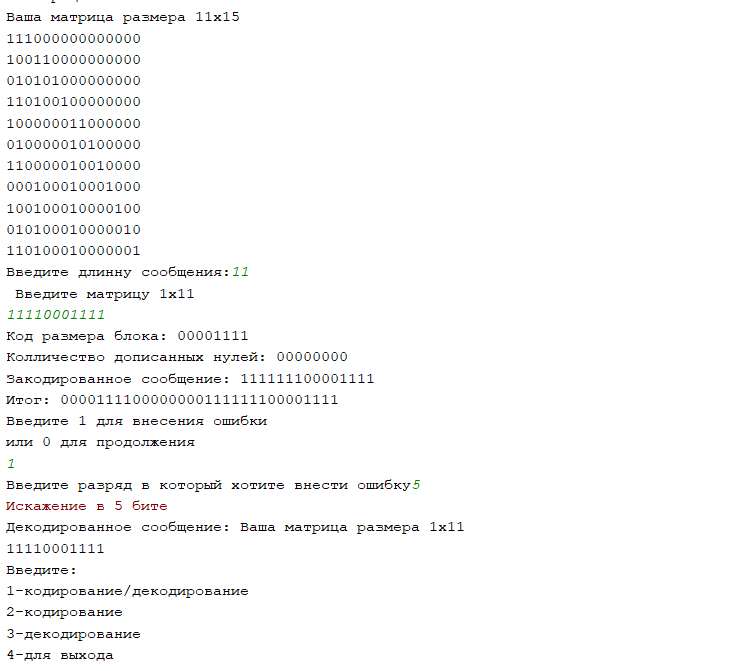 Ваша матрица размера 11x15
111000000000000
100110000000000
010101000000000
110100100000000
100000011000000
010000010100000
110000010010000
000100010001000
100100010000100
010100010000010
110100010000001
Введите длинну сообщения:11
Введите матрицу 1x11
11110001111
Код размера блока: 00001111
Колличество дописанных нулей: 00000000
Закодированное сообщение: 111111100001111
Итог: 0000111100000000111111100001111
Введите 1 для внесения ошибки
или 0 для продолжения
1
Введите разряд в который хотите внести ошибку5
Искажение в 5 бите
Декодированное сообщение: Ваша матрица размера 1x11
11110001111
Введите:
1-кодирование/декодирование
2-кодирование
3-декодирование
4-для выхода